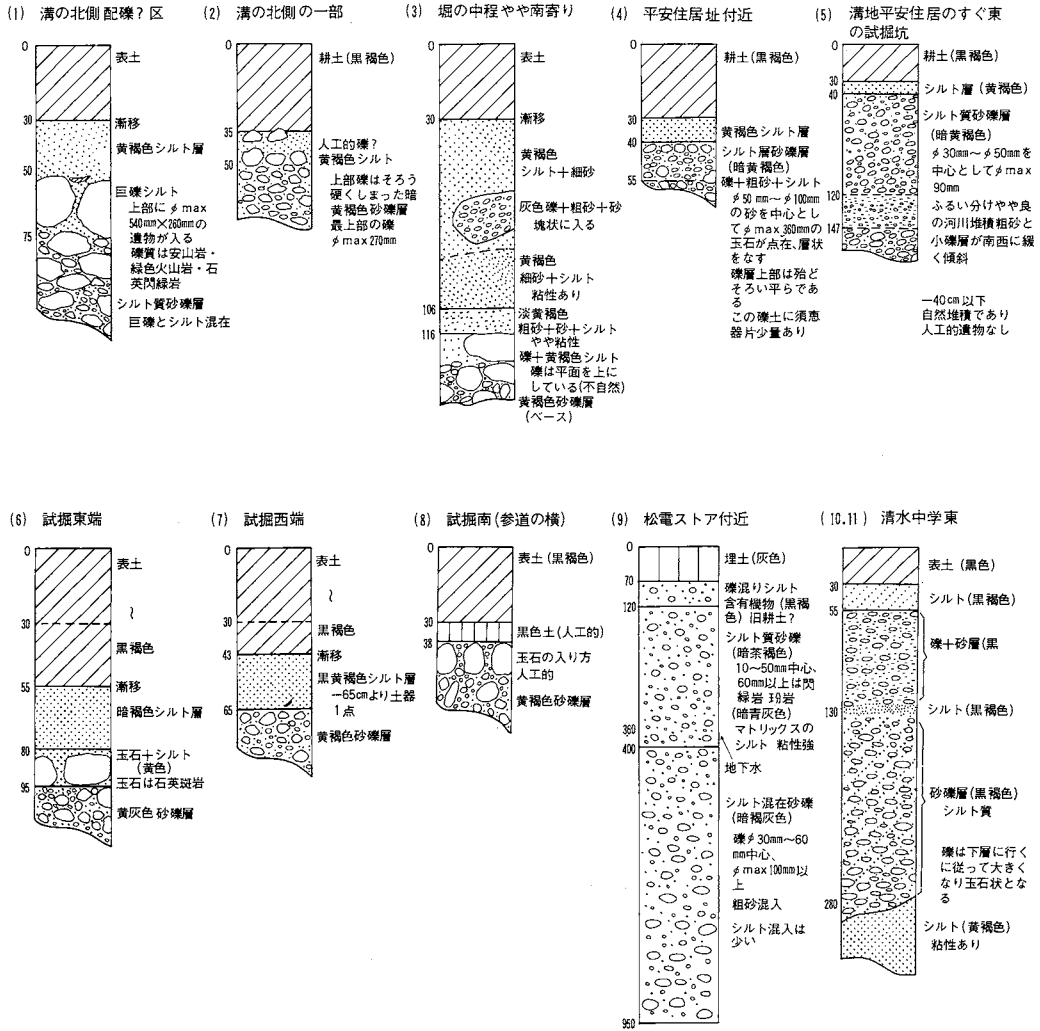 (1) 溝の北側配礫？区
0
表土
30
漸移
黄褐色シルト層
50
巨礫シルト
上部にφmax
540mm×260mmの
遺物が入る
75
礫質は安山岩・
緑色火山岩・石
英閃緑岩
シルト質砂礫層
巨礫とシルト混在
(2) 溝の北側の一部
0
耕土(黒褐色)
35
人工的礫？
黄褐色シルト
50
上部礫はそろう
硬くしまった暗
黄褐色砂礫層
最上部の礫
φmax270mm
(3) 堀の中程やや南寄り
0
表土
30
漸移
黄褐色
シルト+細砂
灰色礫+粗砂+砂
塊状に入る
黄褐色
細砂+シルト
粘性あり
106
淡黄褐色
粗砂+砂+シルト
116
やや粘性
礫+黄褐色シルト
礫は平面を上に
している(不自然)
黄褐色砂礫層
(ベース)
(4) 平安住居址付近
0
耕土(黒褐色)
30
黄褐色シルト層
40
シルト層砂礫層
(暗黄褐色)
55
礫+粗砂+シルト
φ50mm～φ100mm
の砂を中心とし
てφmax360mmの
玉石が点在、層状
をなす
礫層上部は殆ど
そろい平らであ
る
この礫土に須恵
器片少量あり
(5) 溝地平安住居のすぐ東
の試掘坑
0
耕土(黒褐色)
30
シルト層(黄褐色)
40
シルト質砂礫層
(暗黄褐色)
φ30mm～φ50mmを
中心としてφmax
90mm
120
ふるい分けやや良
の河川堆積粗砂と
147
小礫層が南西に緩
く傾斜
－40cm以下
自然堆積であり
人工的遺物なし
(6) 試掘東端
0
表土
～
30
黒褐色
55
漸移
暗褐色シルト層
80
玉石+シルト
(黄色)
95
玉石は石英斑岩
黄灰色砂礫層
(7) 試掘西端
0
表土
～
30
黒褐色
43
漸移
黒黄褐色シルト層
－65cmより土器
1点
65
黄褐色砂礫層
(8) 試掘南(参道の横)
0
表土(黒褐色)
30
黒色土(人工的)
38
玉石の入り方
人工的
黄褐色砂礫層
(9) 松電ストア付近
0
埋土(灰色)
70
礫混りシルト
含有機物(黒褐
120
色)旧耕土？
シルト質砂礫
(暗茶褐色)
10～50mm中心、
60mm以上は閃
緑岩 玢岩
(暗青灰色)
360
マトリックスの
シルト 粘性強
400
地下水
シルト混在砂礫
(暗褐灰色)
礫φ30mm～60
mm中心、
φmax100mm以
上
粗砂混入
シルト混入は
少い
950
(10.11) 清水中学東
0
表土(黒色)
30
シルト(黒褐色)
55
礫+砂層(黒
130
シルト(黒褐色)
砂礫層(黒褐色)
シルト質
礫は下層に行く
に従って大きく
なり玉石状とな
る
280
シルト(黄褐色)
粘性あり